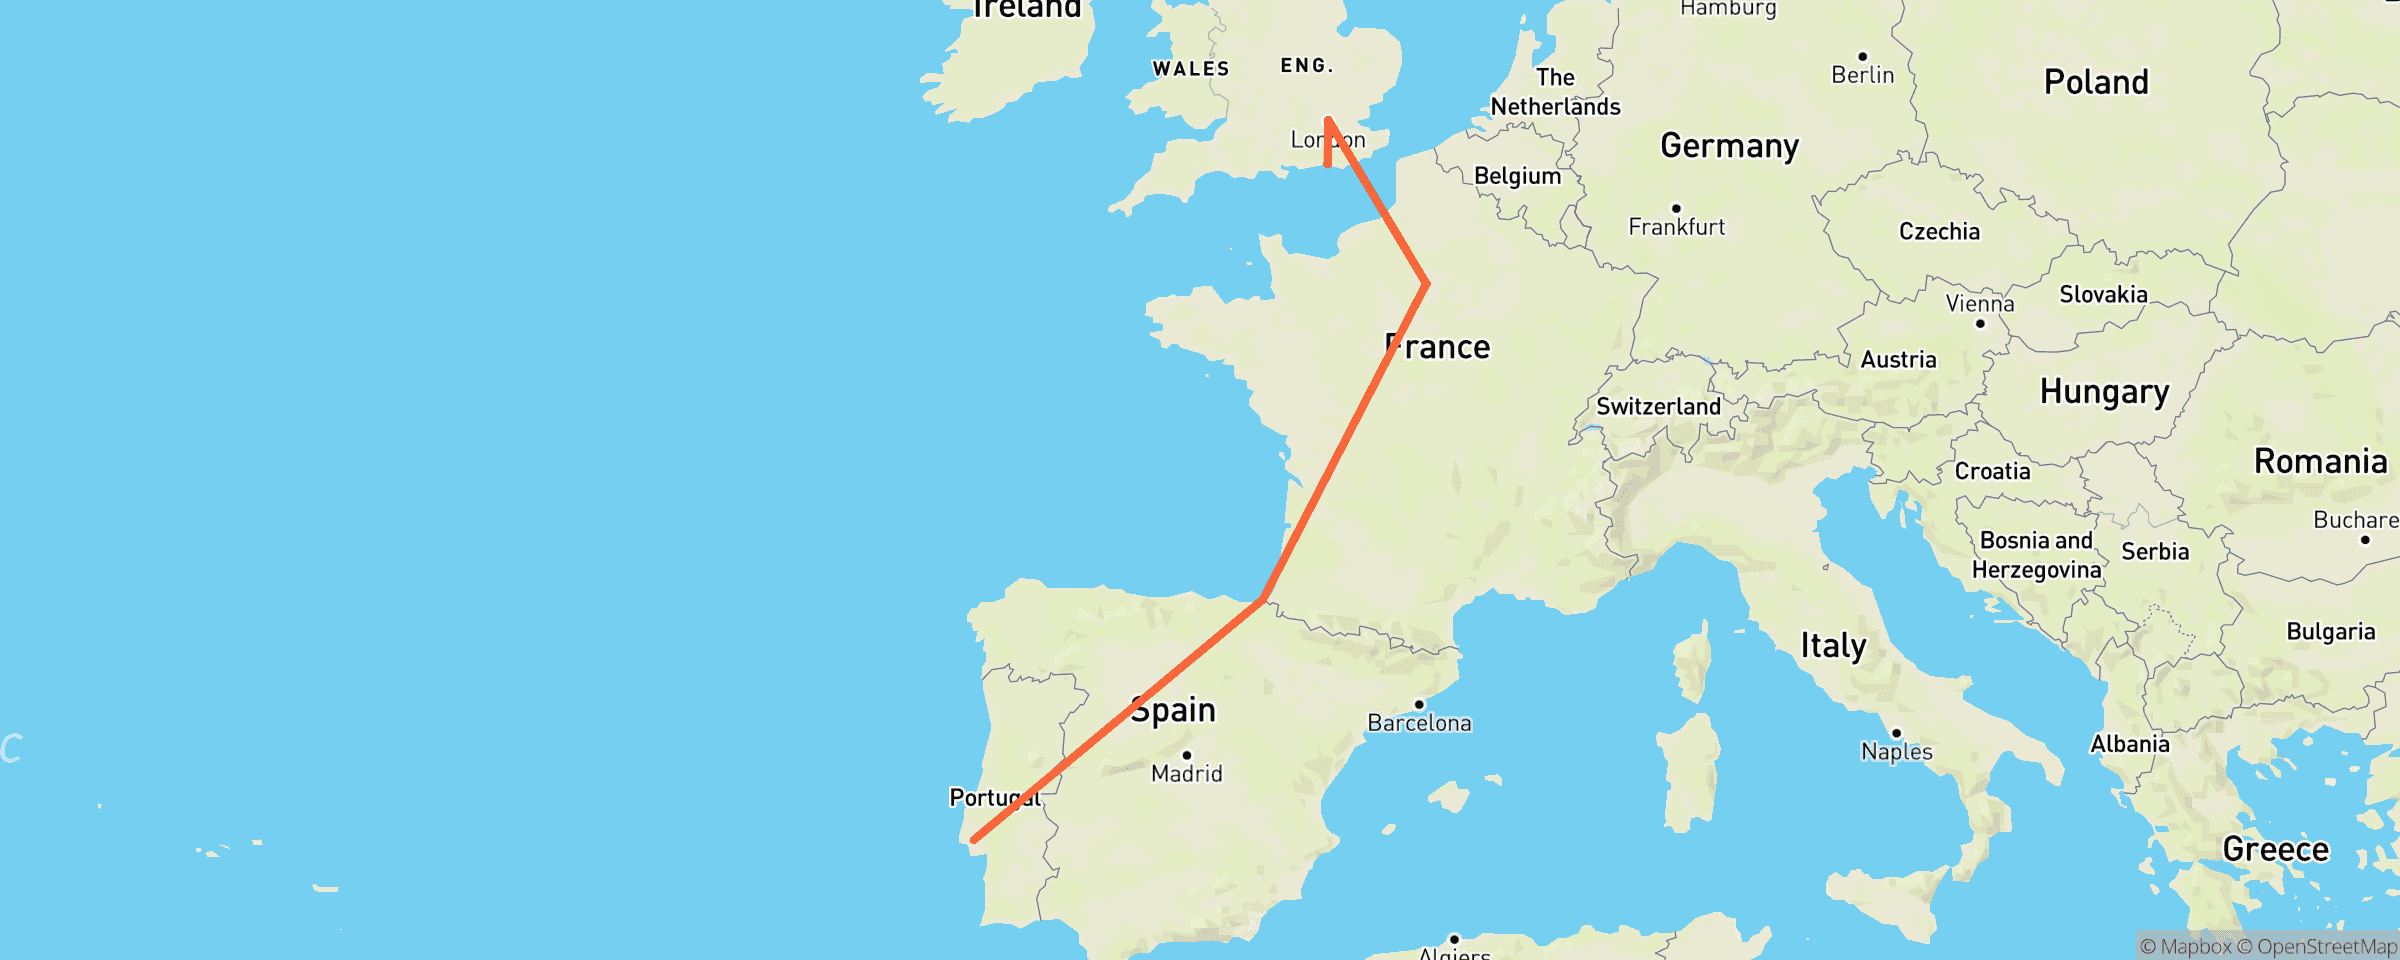 Ireland
Hamburg
WALES
ENG.
The
Netherlands
Berlin
Poland
London
Germany
Belgium
Frankfurt
Czechia
Slovakia
Vienna
France
Austria
Hungary
Switzerland
Romania
Croatia
Buchare
Bosnia and
Herzegovina
Serbia
Bulgaria
Italy
Spain
Barcelona
Madrid
Naples
Albania
C
Portugal
Greece
Algiers
© Mapbox © OpenStreetMap